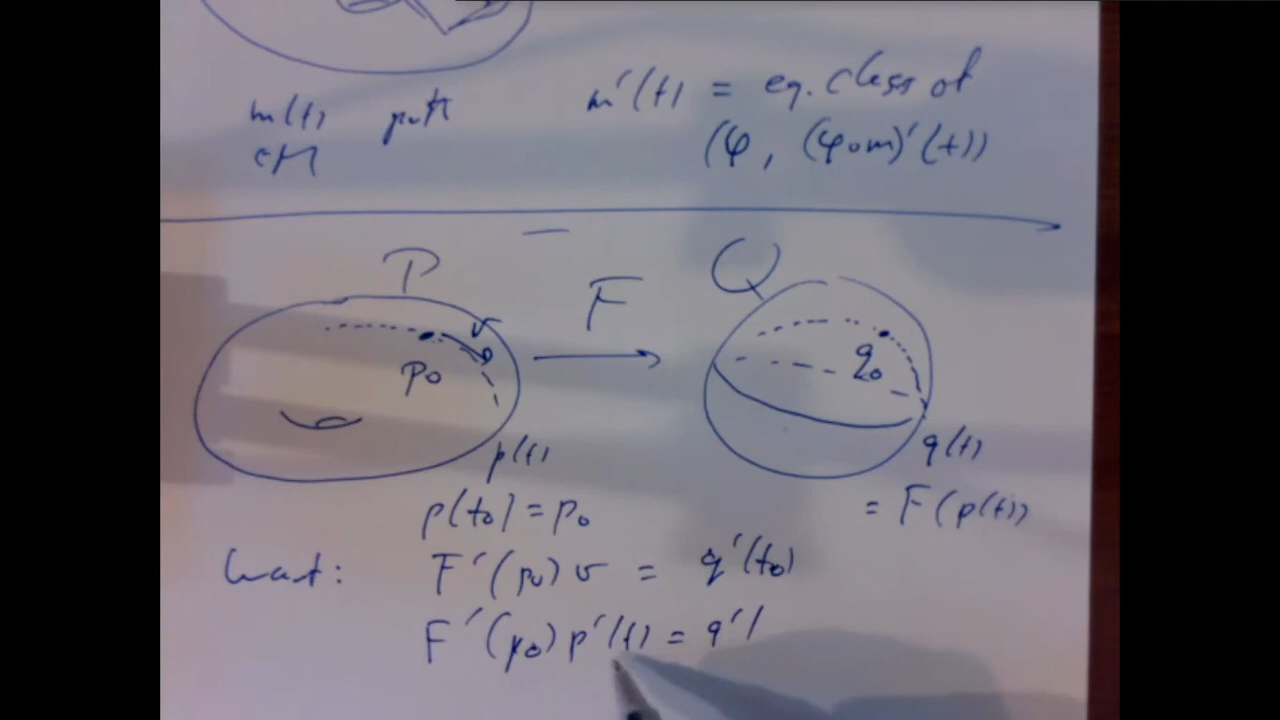 m(t) path
m'(t) = eq. class of
∈M
(φ, (φ∘m)'(t))
P
F
Q
v
p₀
q₀
p(t)
q(t)
p(t₀) = p₀
= F(p(t))
Want: F'(p₀)v = q'(t₀)
F'(p₀)p'(t) = q'(